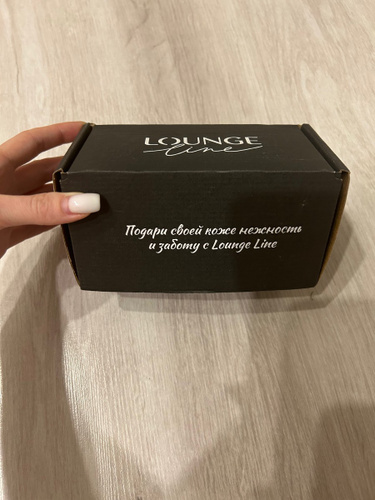 LOUNGE
line
Подари своей коже нежность
и заботу с Lounge Line